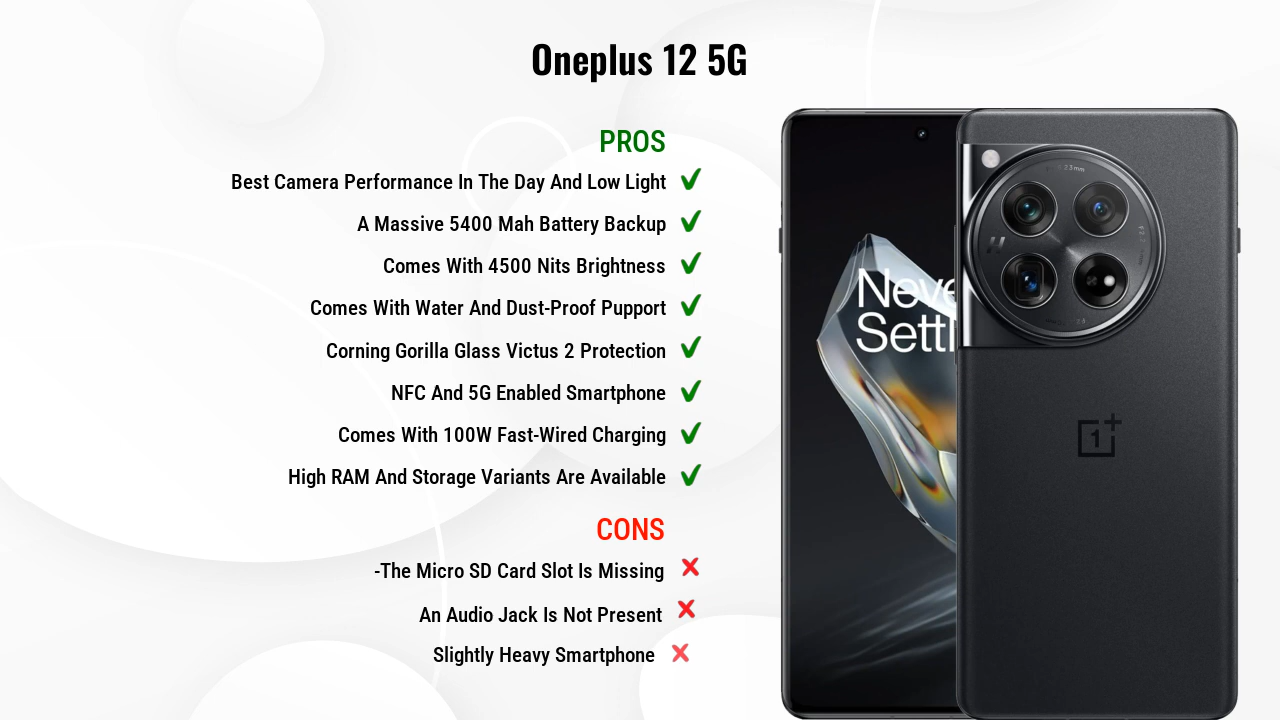 Oneplus 12 5G
PROS
Best Camera Performance In The Day And Low Light
A Massive 5400 Mah Battery Backup
Comes With 4500 Nits Brightness
Comes With Water And Dust-Proof Pupport
Corning Gorilla Glass Victus 2 Protection
NFC And 5G Enabled Smartphone
Comes With 100W Fast-Wired Charging
High RAM And Storage Variants Are Available
CONS
-The Micro SD Card Slot Is Missing
An Audio Jack Is Not Present
Slightly Heavy Smartphone
Neve
Settl
1+